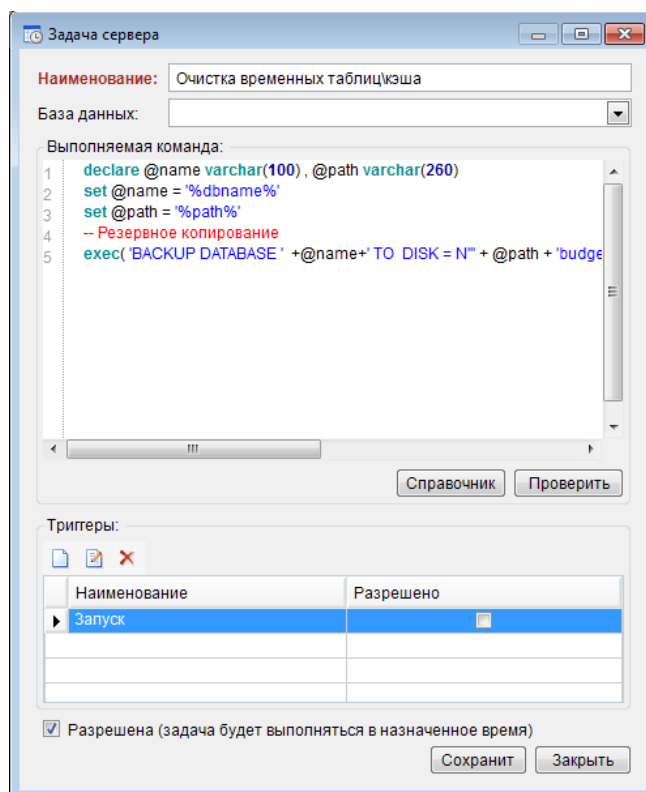 Задача сервера
Наименование: Очистка временных таблиц\кэша
База данных:
Выполняемая команда:
1 declare @name varchar(100) , @path varchar(260)
2 set @name = '%dbname%'
3 set @path = '%path%'
4 -- Резервное копирование
5 exec( 'BACKUP DATABASE ' +@name+' TO DISK = N''' + @path + 'budge
Справочник Проверить
Триггеры:
Наименование Разрешено
Запуск
Разрешена (задача будет выполняться в назначенное время)
Сохранит Закрыть